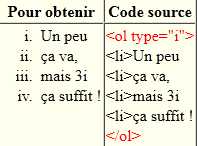 Pour obtenir Code source
i. Un peu
ii. ça va,
iii. mais 3i
iv. ça suffit !
<ol type="i">
<li>Un peu
<li>ça va,
<li>mais 3i
<li>ça suffit !
</ol>